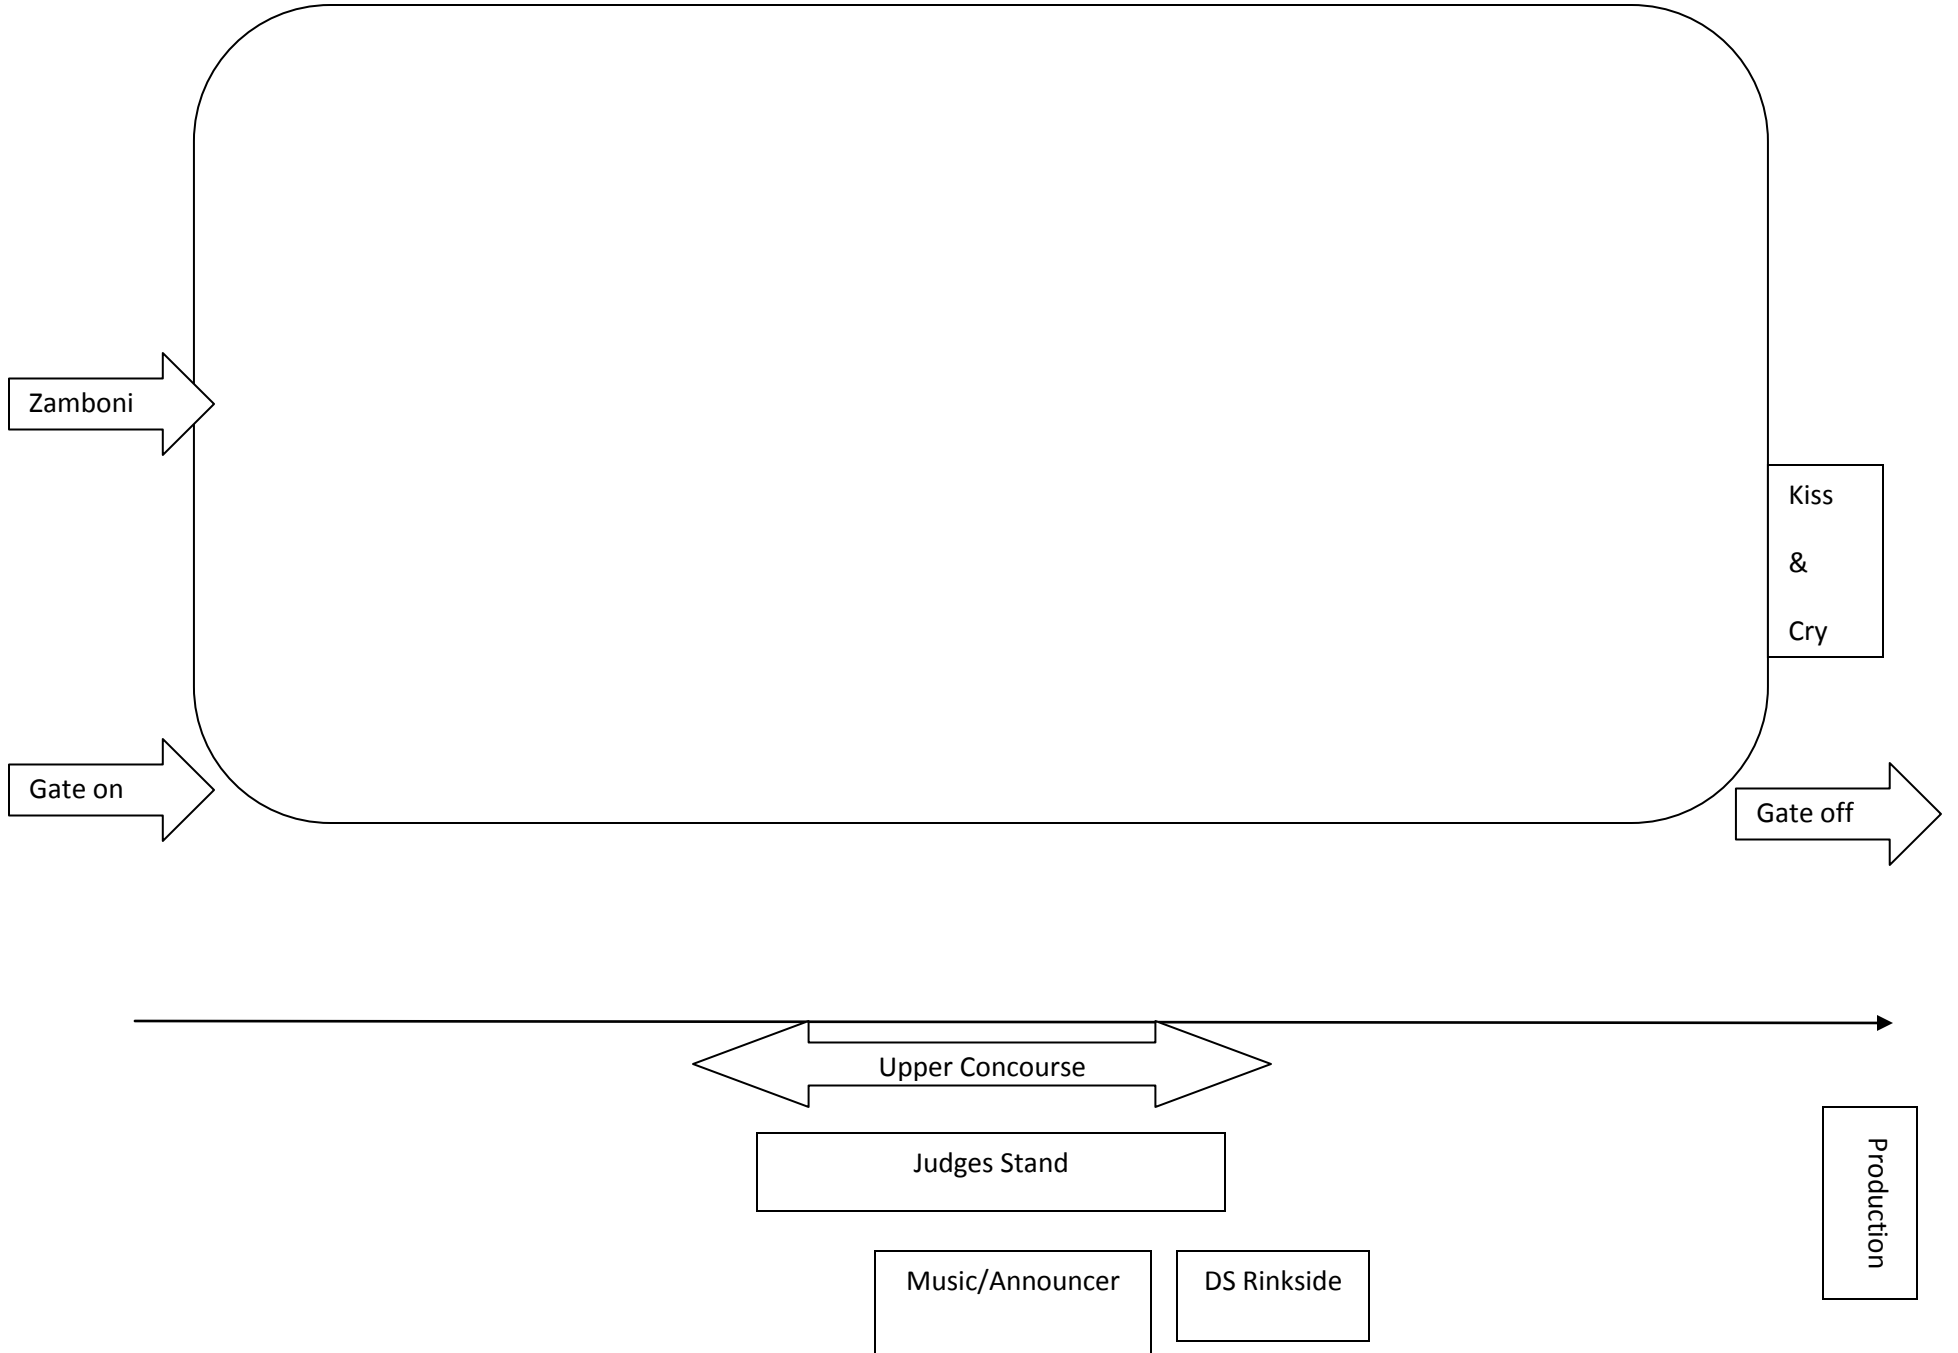 Zamboni
Kiss
&
Cry
Gate on
Gate off
Upper Concourse
Judges Stand
Production
Music/Announcer
DS Rinkside